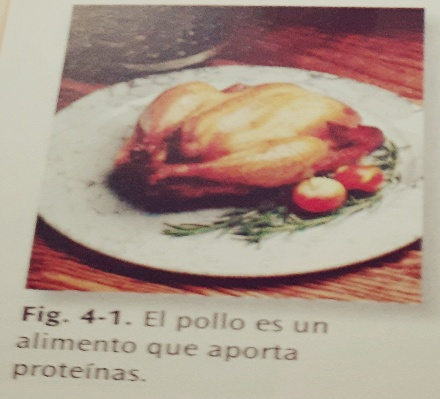 Fig. 4-1. El pollo es un
alimento que aporta
proteínas.